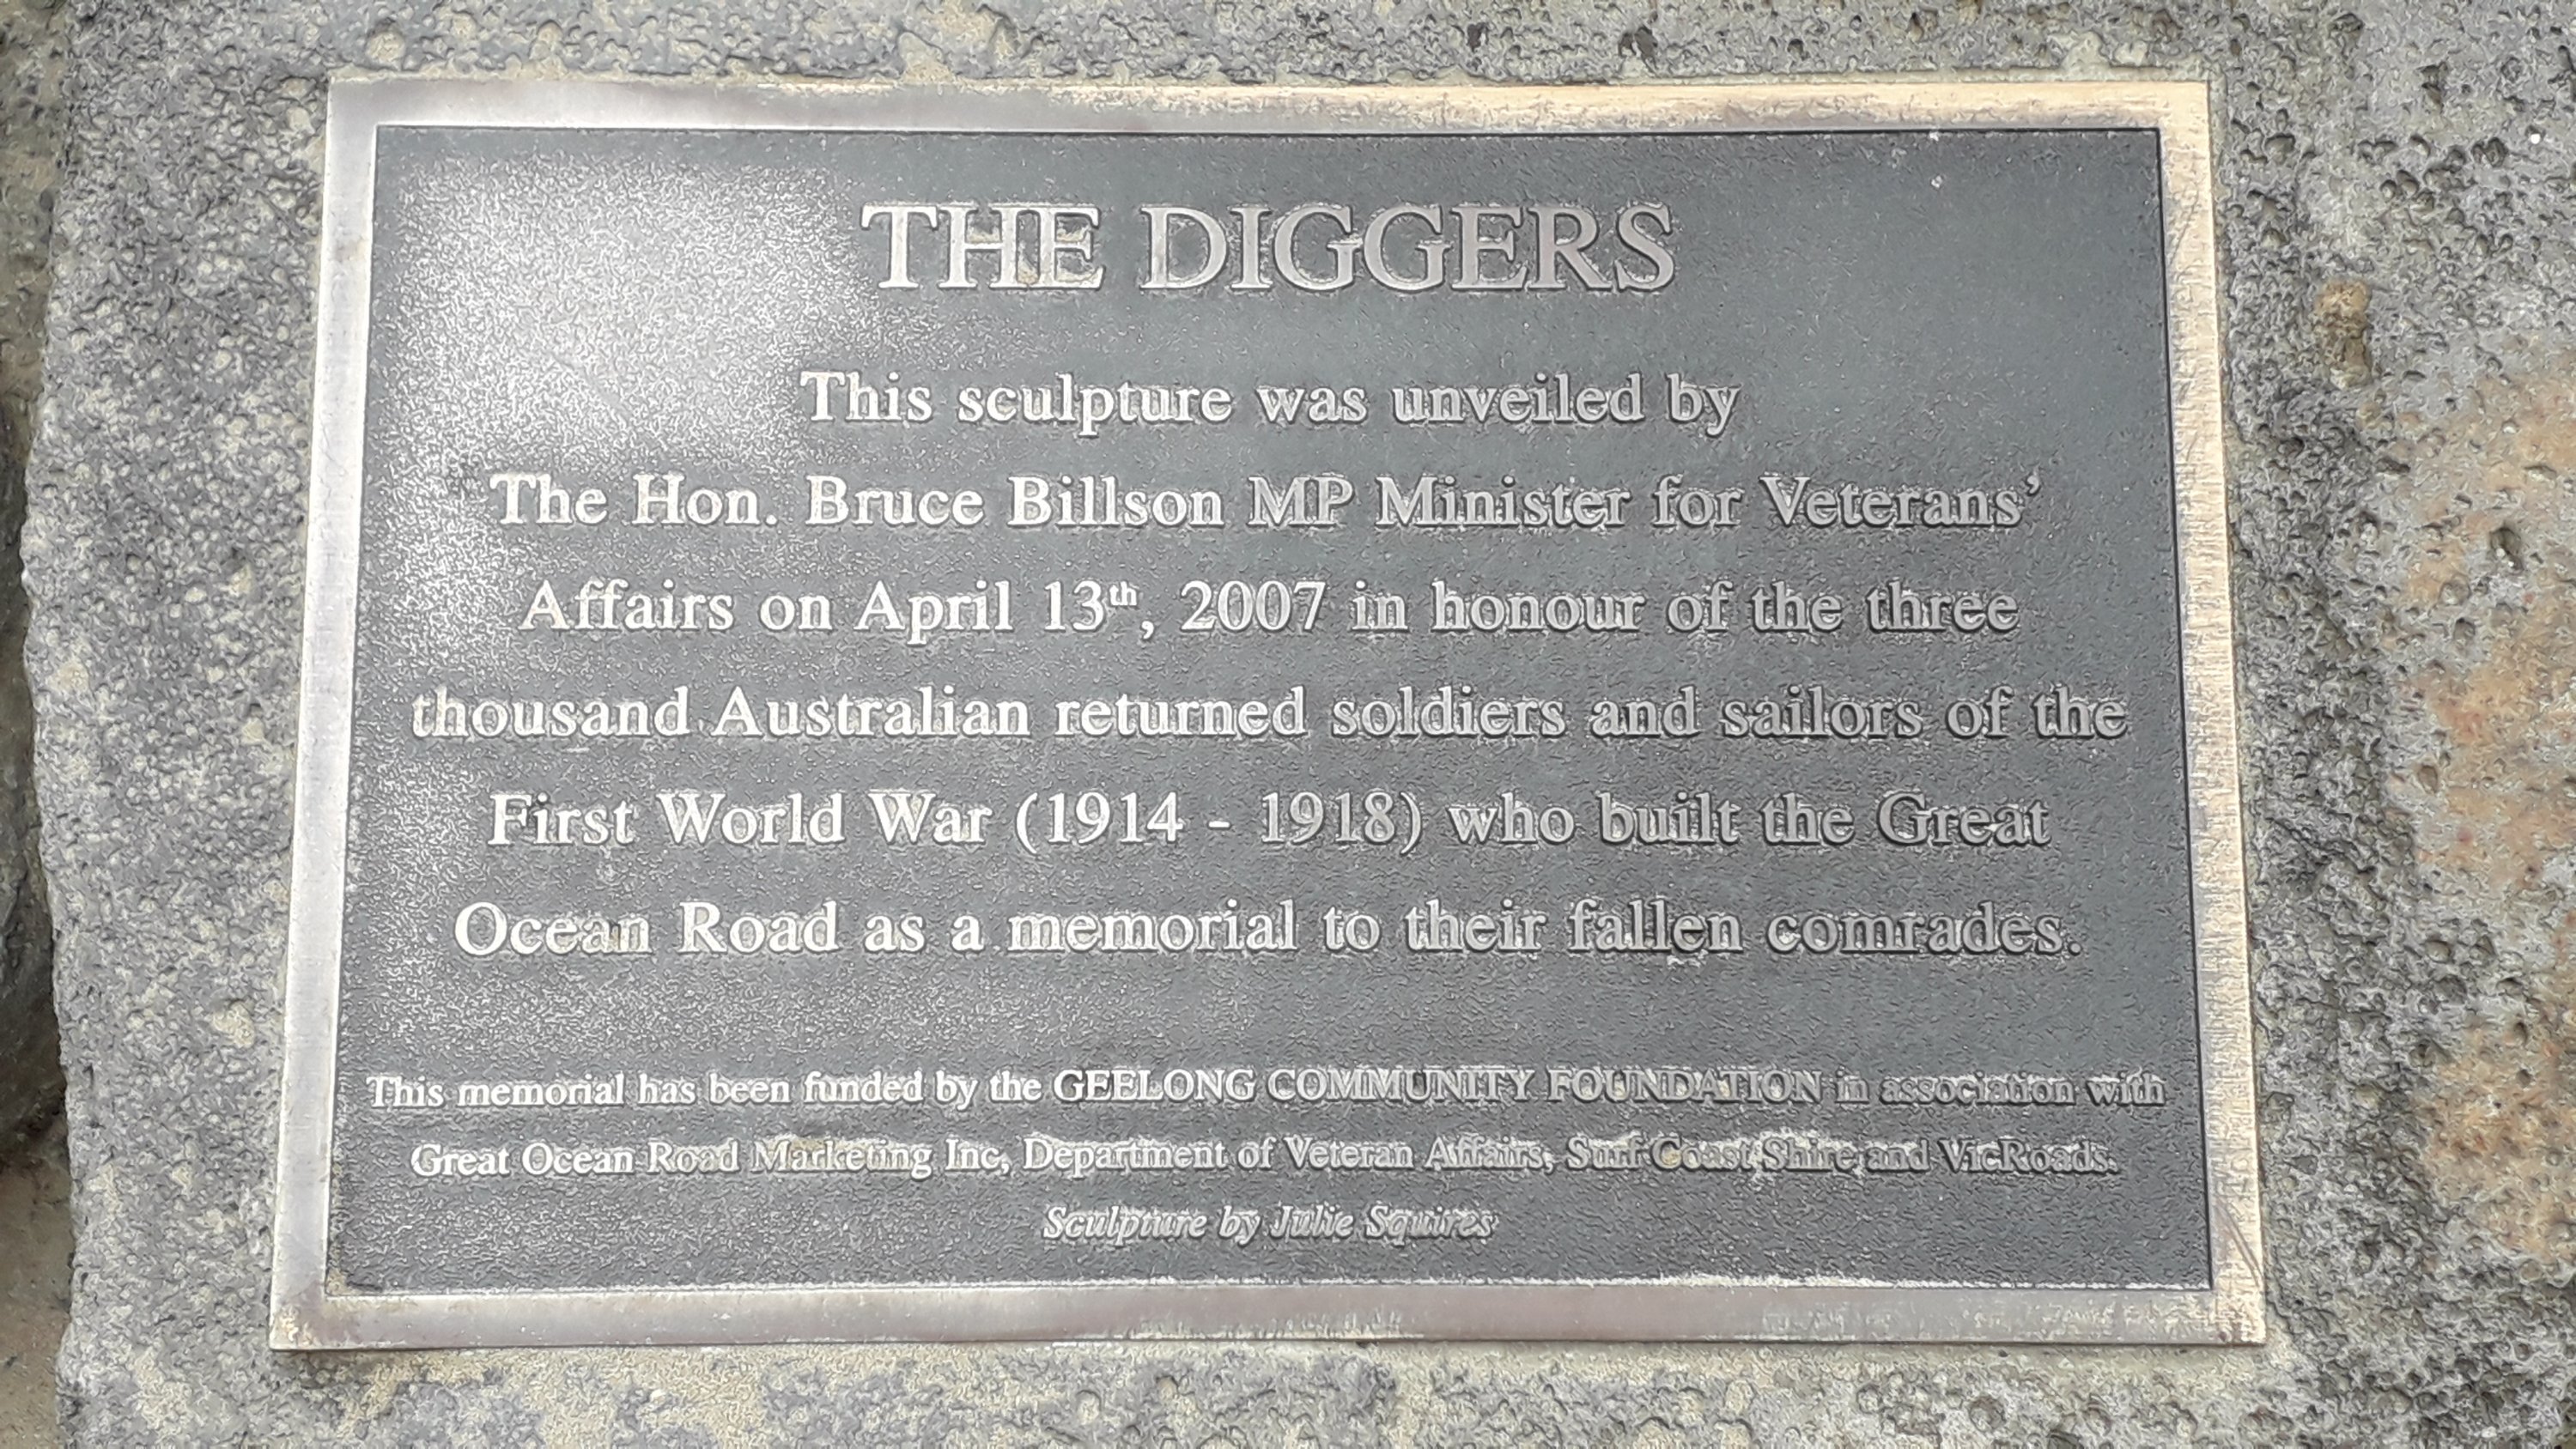 THE DIGGERS
This sculpture was unveiled by
The Hon. Bruce Billson MP Minister for Veterans'
Affairs on April 13th, 2007 in honour of the three
thousand Australian returned soldiers and sailors of the
First World War (1914 - 1918) who built the Great
Ocean Road as a memorial to their fallen comrades.
This memorial has been funded by the GEELONG COMMUNITY FOUNDATION in association with
Great Ocean Road Marketing Inc, Department of Veteran Affairs, Surf Coast Shire and VicRoads.
Sculpture by Julie Squires